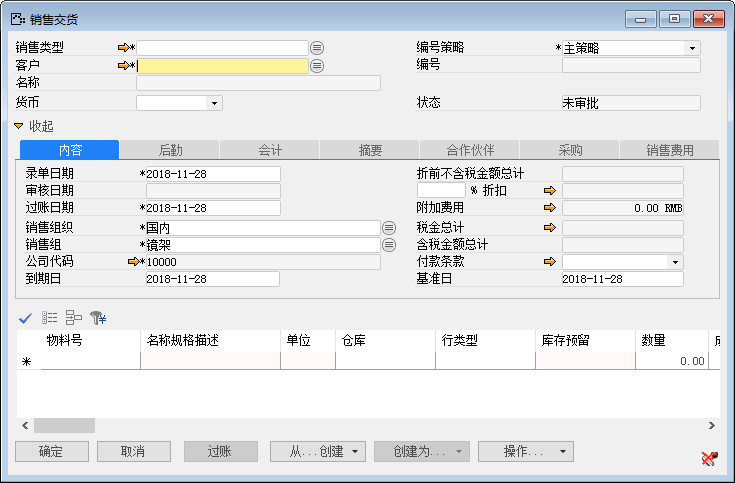 销售交货
销售类型 * 编号策略 *主策略
客户 * 编号
名称
货币 状态 未审批
收起
内容 后勤 会计 摘要 合作伙伴 采购 销售费用
录单日期 *2018-11-28 折前不含税金额总计
审核日期 % 折扣
过账日期 *2018-11-28 附加费用 0.00 RMB
销售组织 *国内 税金总计
销售组 *镜架 含税金额总计
公司代码 *10000 付款条款
到期日 2018-11-28 基准日 2018-11-28
物料号 名称规格描述 单位 仓库 行类型 库存预留 数量
* 0.00
确定 取消 过账 从...创建 创建为... 操作...